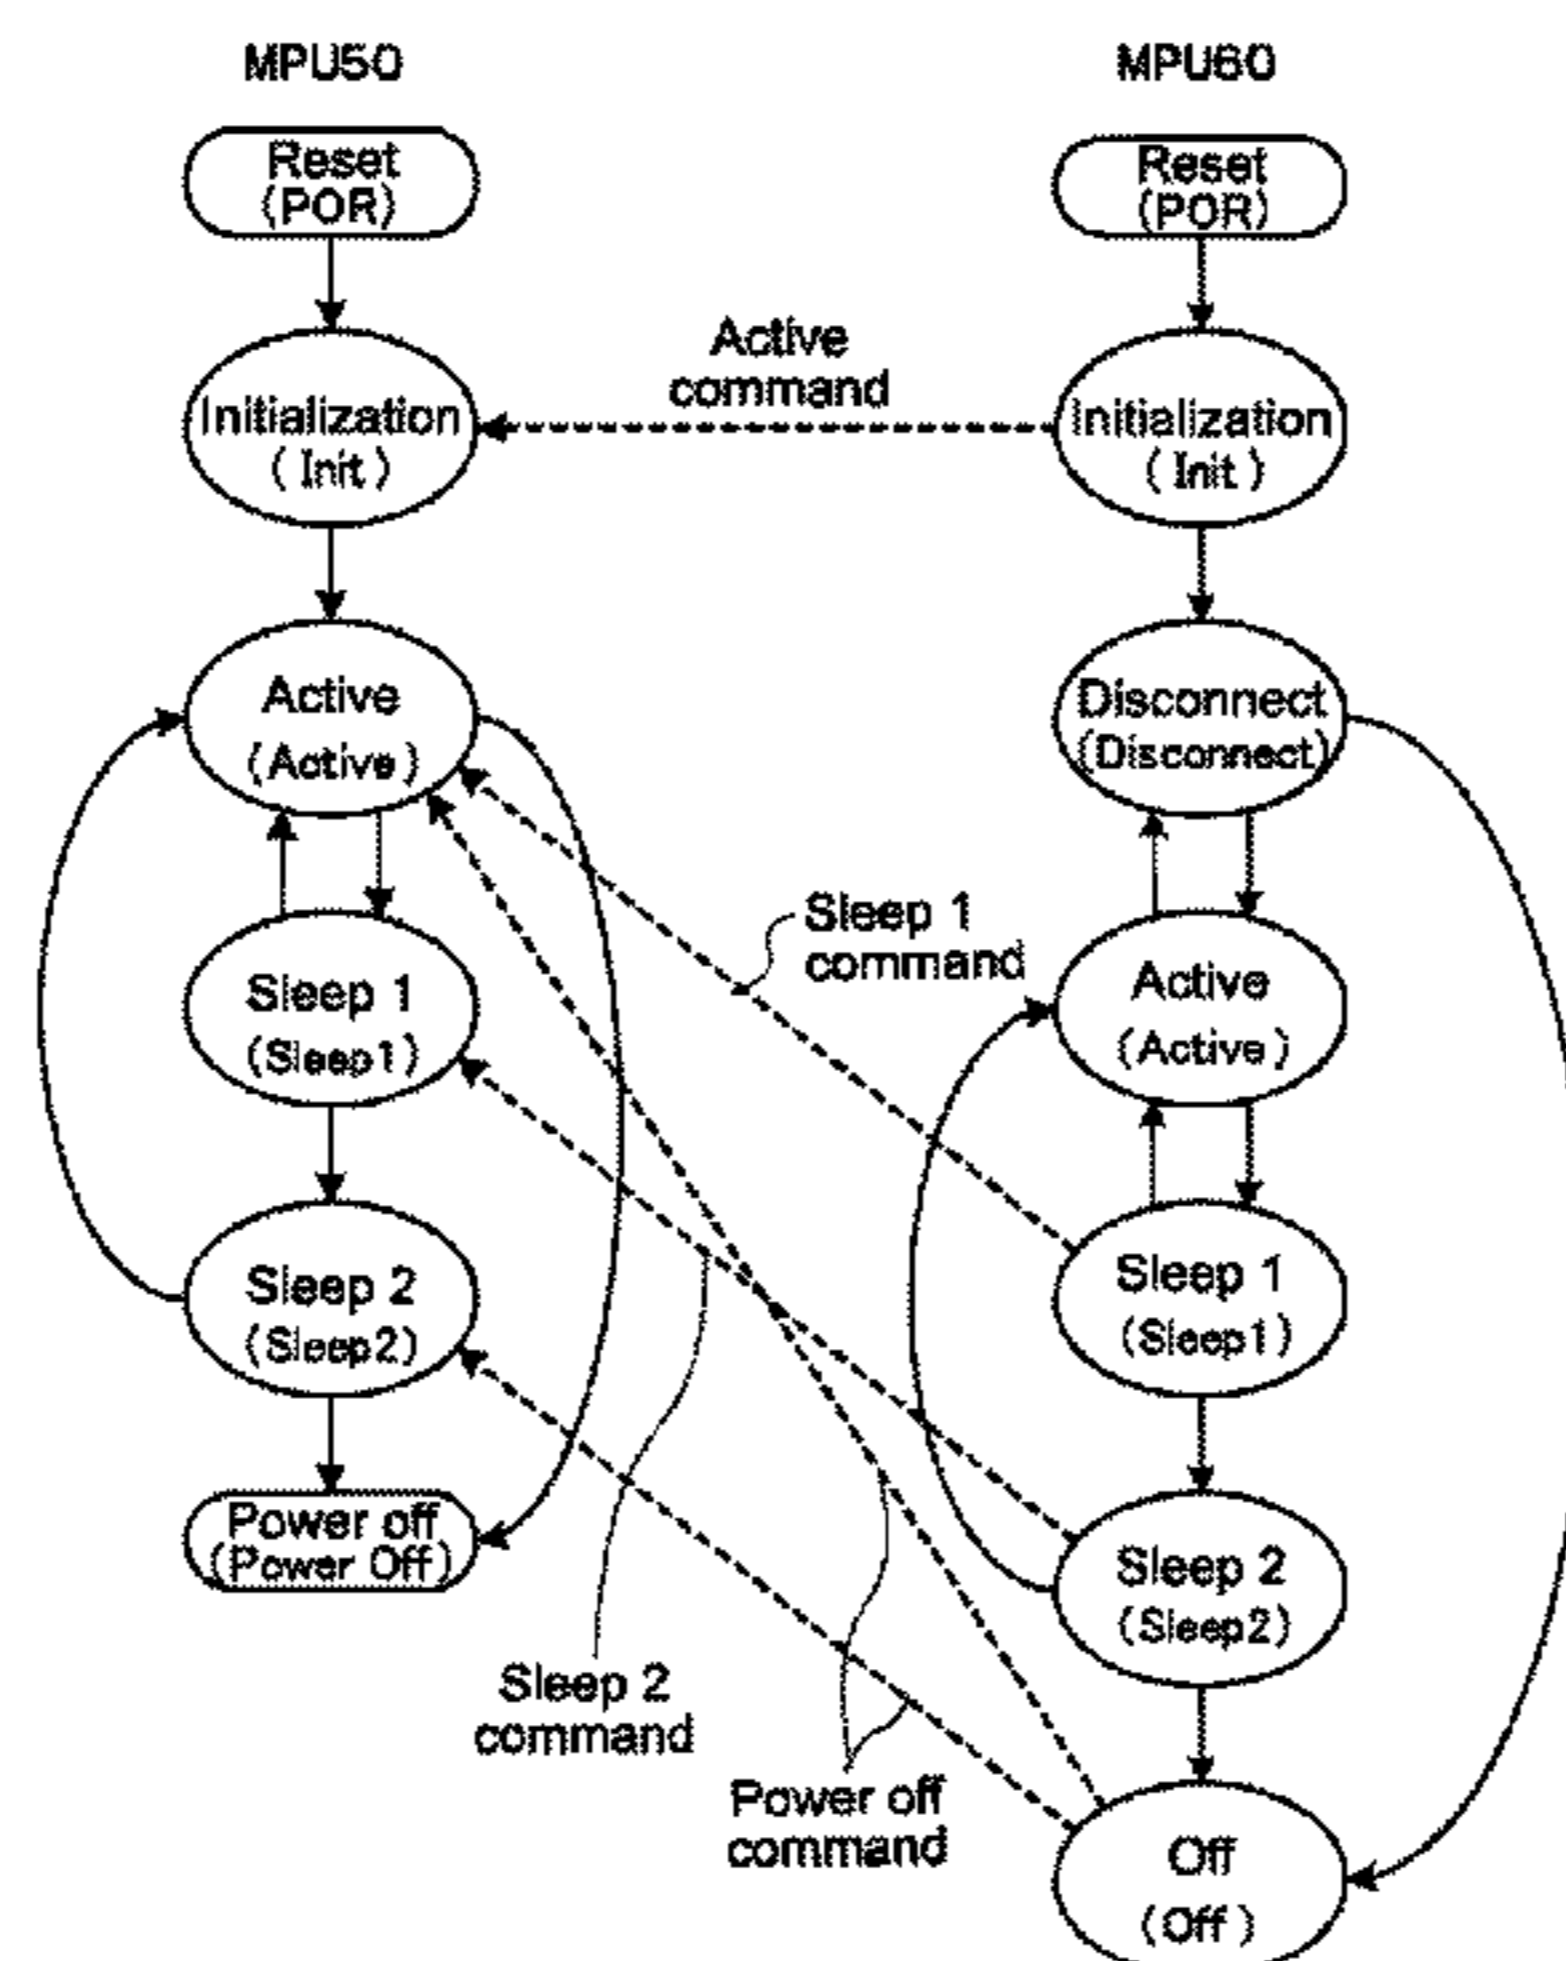 MPU50
MPU60
Reset
(POR)
Reset
(POR)
Active
command
Initialization
(Init)
Initialization
(Init)
Active
(Active)
Disconnect
(Disconnect)
Sleep 1
command
Sleep 1
(Sleep1)
Active
(Active)
Sleep 2
(Sleep2)
Sleep 1
(Sleep1)
Power off
(Power Off)
Sleep 2
(Sleep2)
Sleep 2
command
Power off
command
Off
(Off)